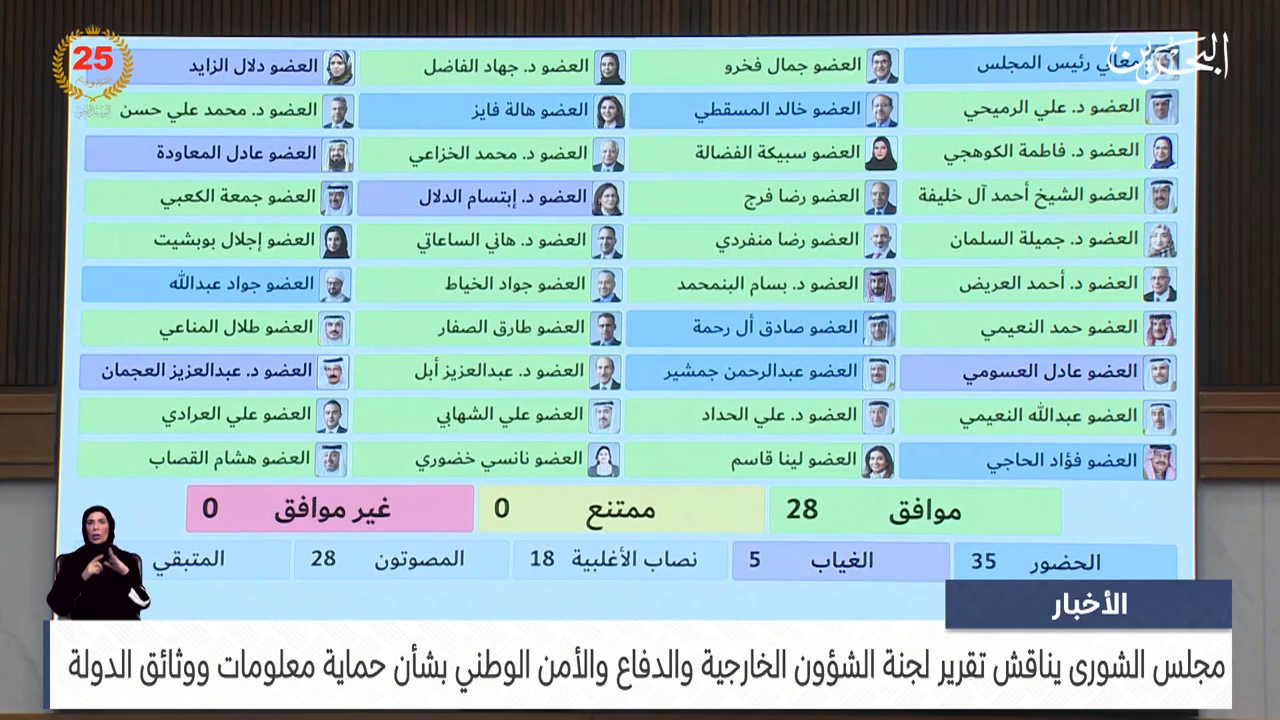 البحرين
25
معالي رئيس المجلس
العضو جمال فخرو
العضو د. جهاد الفاضل
العضو دلال الزايد
العضو د. علي الرميحي
العضو خالد المسقطي
العضو هالة فايز
العضو د. محمد علي حسن
العضو د. فاطمة الكوهجي
العضو سبيكة الفضالة
العضو د. محمد الخزاعي
العضو عادل المعاودة
العضو الشيخ أحمد آل خليفة
العضو رضا فرج
العضو د. إبتسام الدلال
العضو جمعة الكعبي
العضو د. جميلة السلمان
العضو رضا منفردي
العضو د. هاني الساعاتي
العضو إجلال بوبشيت
العضو د. أحمد العريض
العضو د. بسام البنمحمد
العضو جواد الخياط
العضو جواد عبدالله
العضو حمد النعيمي
العضو صادق أل رحمة
العضو طارق الصفار
العضو طلال المناعي
العضو عادل العسومي
العضو عبدالرحمن جمشير
العضو د. عبدالعزيز أبل
العضو د. عبدالعزيز العجمان
العضو عبدالله النعيمي
العضو د. علي الحداد
العضو علي الشهابي
العضو علي العرادي
العضو فؤاد الحاجي
العضو لينا قاسم
العضو نانسي خضوري
العضو هشام القصاب
موافق 28
ممتنع 0
غير موافق 0
الحضور 35
الغياب 5
نصاب الأغلبية 18
المصوتون 28
المتبقي
الأخبار
مجلس الشورى يناقش تقرير لجنة الشؤون الخارجية والدفاع والأمن الوطني بشأن حماية معلومات ووثائق الدولة